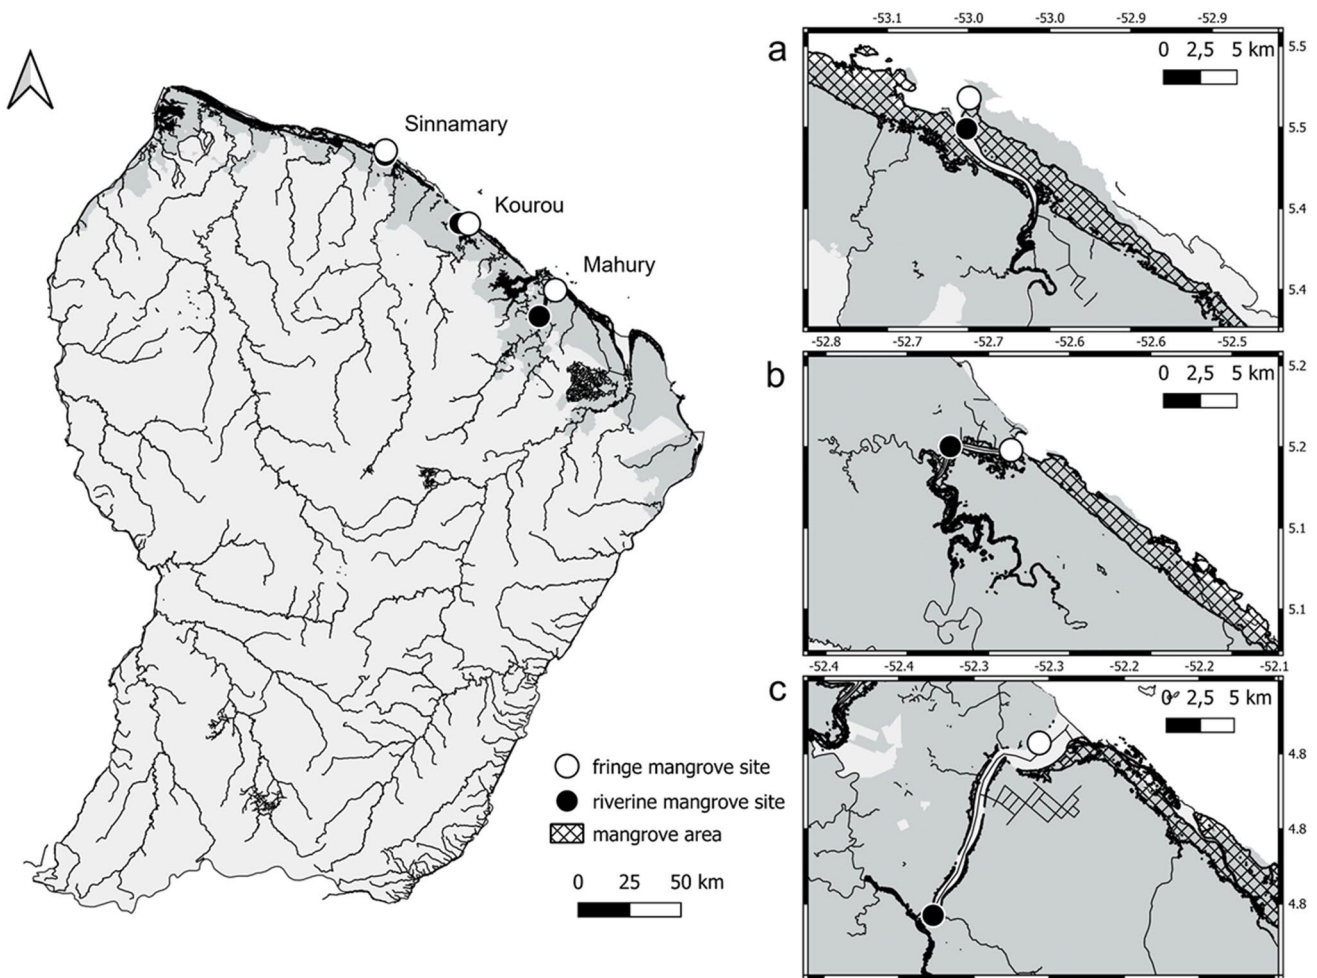 Sinnamary
Kourou
Mahury
fringe mangrove site
riverine mangrove site
mangrove area
0 25 50 km
a
-53.1 -53.0 -53.0 -52.9 -52.9
0 2,5 5 km
5.5
5.5
5.4
5.4
b
-52.8 -52.7 -52.7 -52.6 -52.6 -52.5
0 2,5 5 km
5.2
5.2
5.1
5.1
c
-52.4 -52.4 -52.3 -52.3 -52.2 -52.2 -52.1
0 2,5 5 km
4.8
4.8
4.8